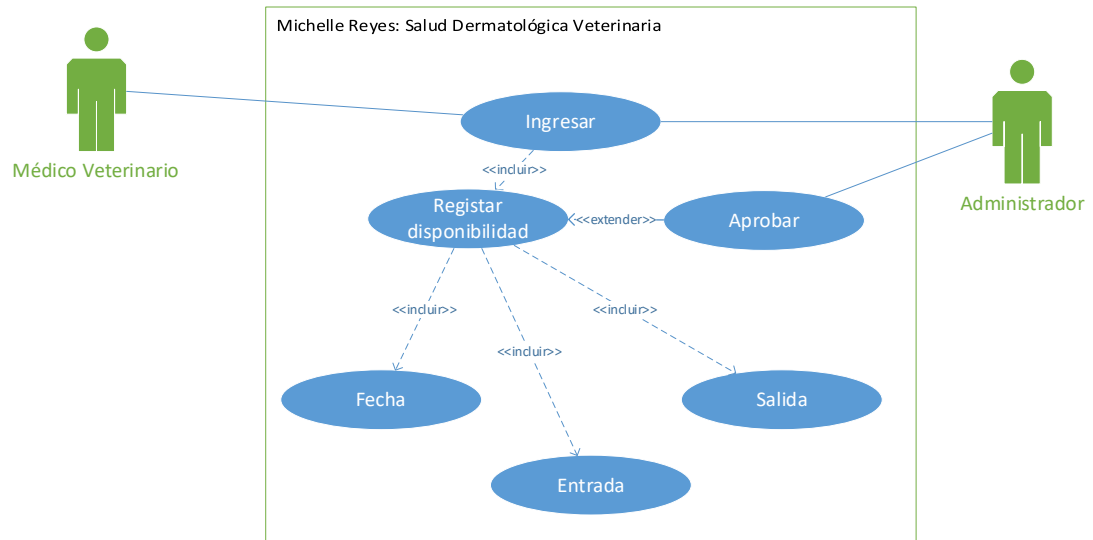 Michelle Reyes: Salud Dermatológica Veterinaria
Ingresar
Médico Veterinario
<<incluir>>
Administrador
Registar
disponibilidad
<<extender>>
Aprobar
<<incluir>>
<<incluir>>
<<incluir>>
Fecha
Salida
Entrada